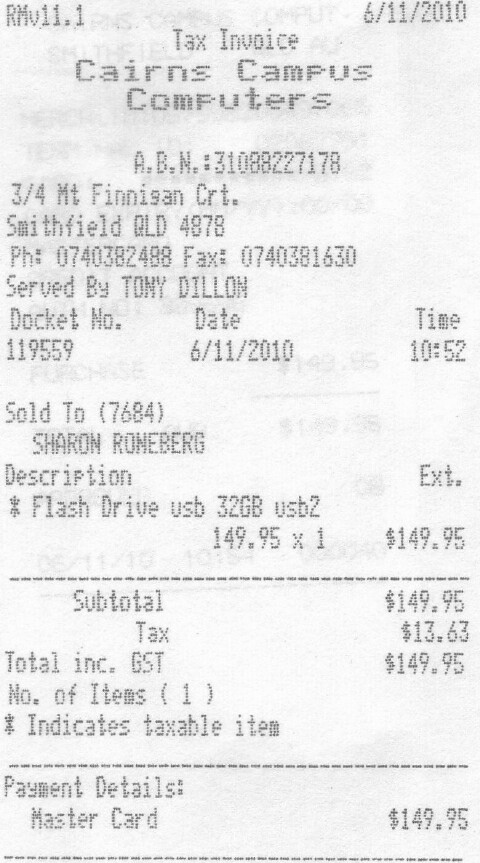 RMv11.1 6/11/2010
Tax Invoice
Cairns Campus
Computers
A.B.N.:31088227178
3/4 Mt Finnigan Crt.
Smithfield QLD 4878
Ph: 0740382488 Fax: 0740381630
Served By TONY DILLON
Docket No. Date Time
119559 6/11/2010 10:52
Sold To (7684)
SHARON RONEBERG
Description Ext.
* Flash Drive usb 32GB usb2
149.95 x 1 $149.95
Subtotal $149.95
Tax $13.63
Total inc. GST $149.95
No. of Items ( 1 )
* Indicates taxable item
Payment Details:
Master Card $149.95